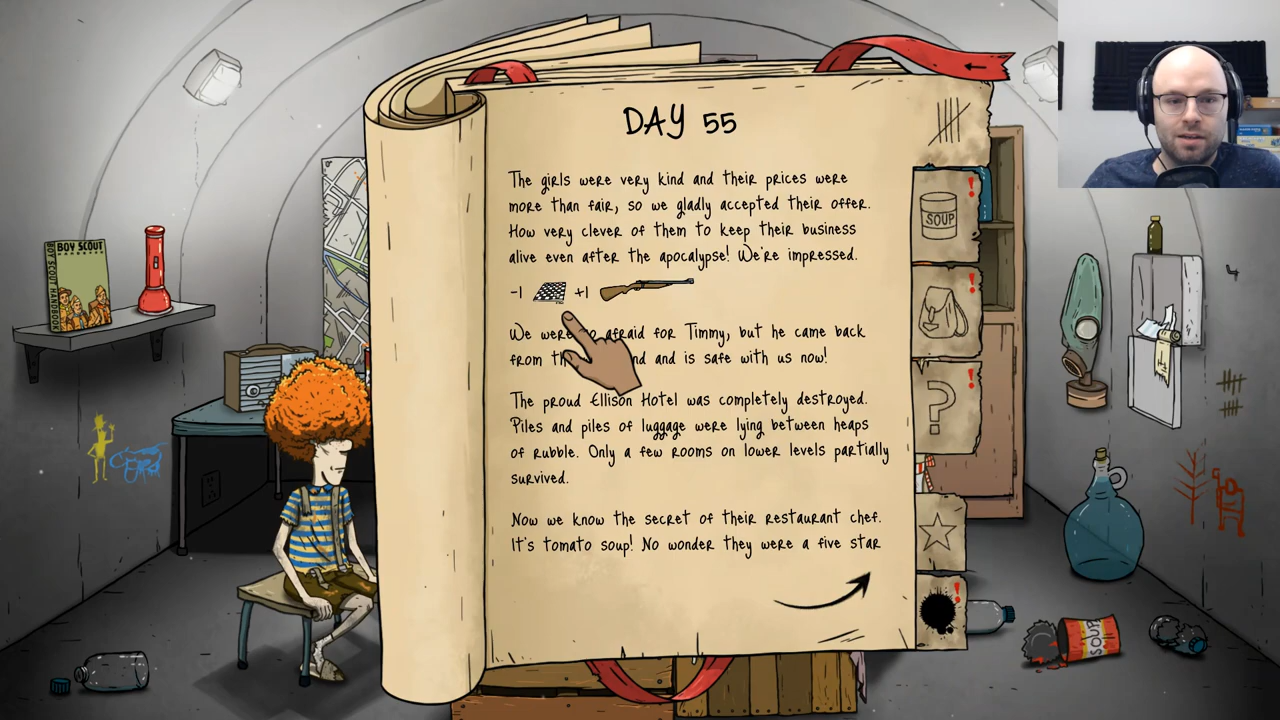 DAY 55
The girls were very kind and their prices were
more than fair, so we gladly accepted their offer.
How very clever of them to keep their business
alive even after the apocalypse! We're impressed.
-1 +1
We were so afraid for Timmy, but he came back
from th nd and is safe with us now!
The proud Ellison Hotel was completely destroyed.
Piles and piles of luggage were lying between heaps
of rubble. Only a few rooms on lower levels partially
survived.
Now we know the secret of their restaurant chef.
It's tomato soup! No wonder they were a five star
SOUP
!
!
?
!
!
BOY SCOUT
BOY SCOUT HANDBOOK
SOUP